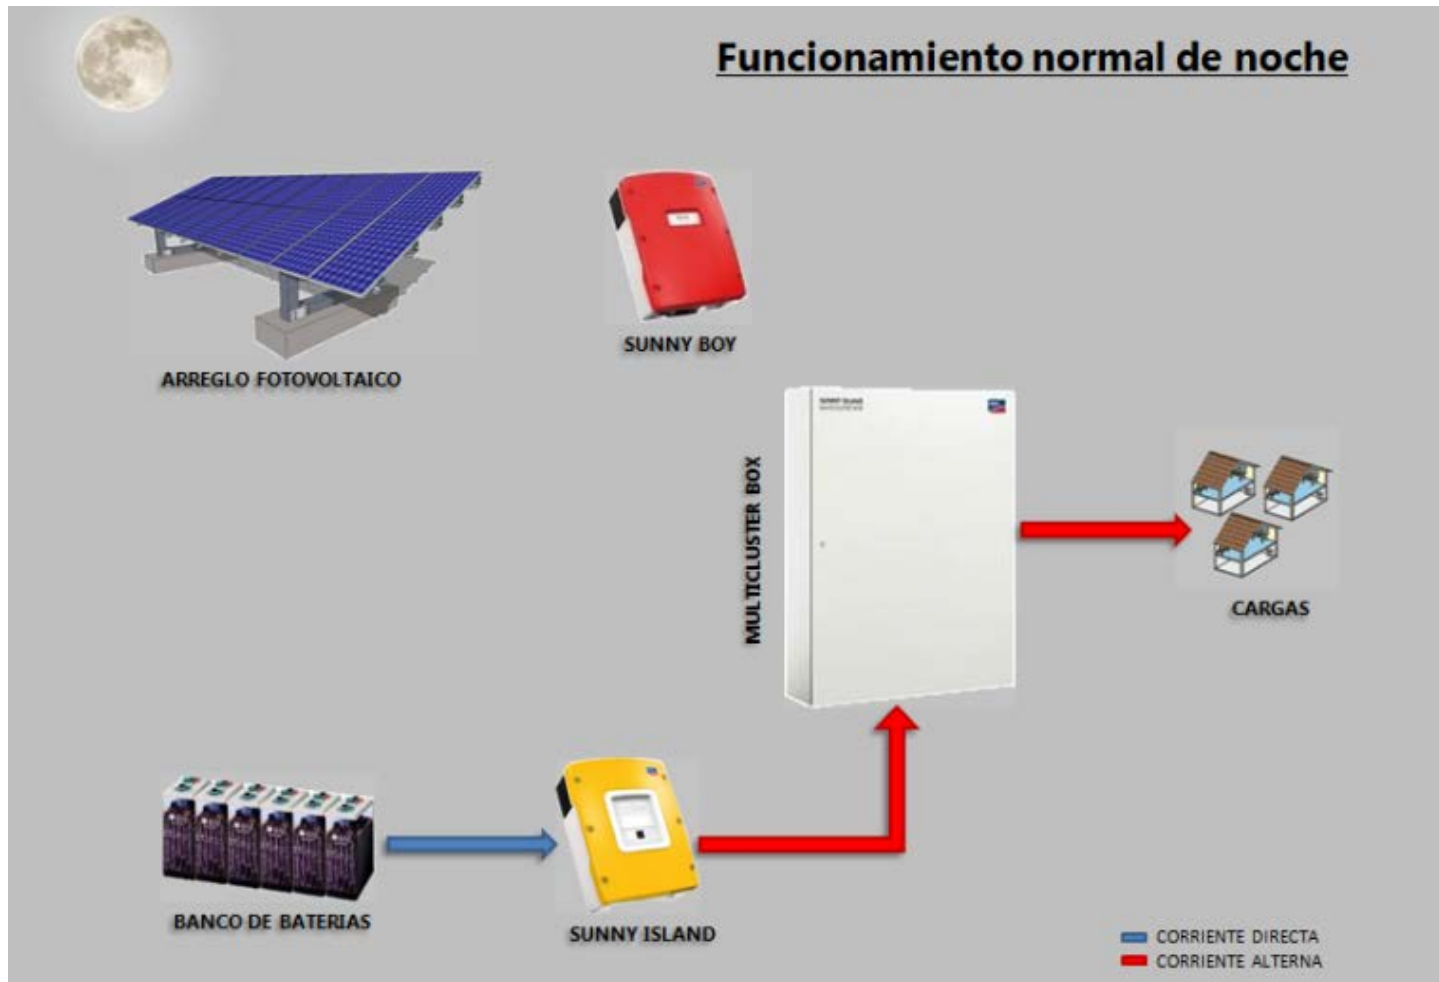 Funcionamiento normal de noche
SUNNY BOY
ARREGLO FOTOVOLTAICO
MULTICLUSTER BOX
CARGAS
BANCO DE BATERIAS
SUNNY ISLAND
CORRIENTE DIRECTA
CORRIENTE ALTERNA